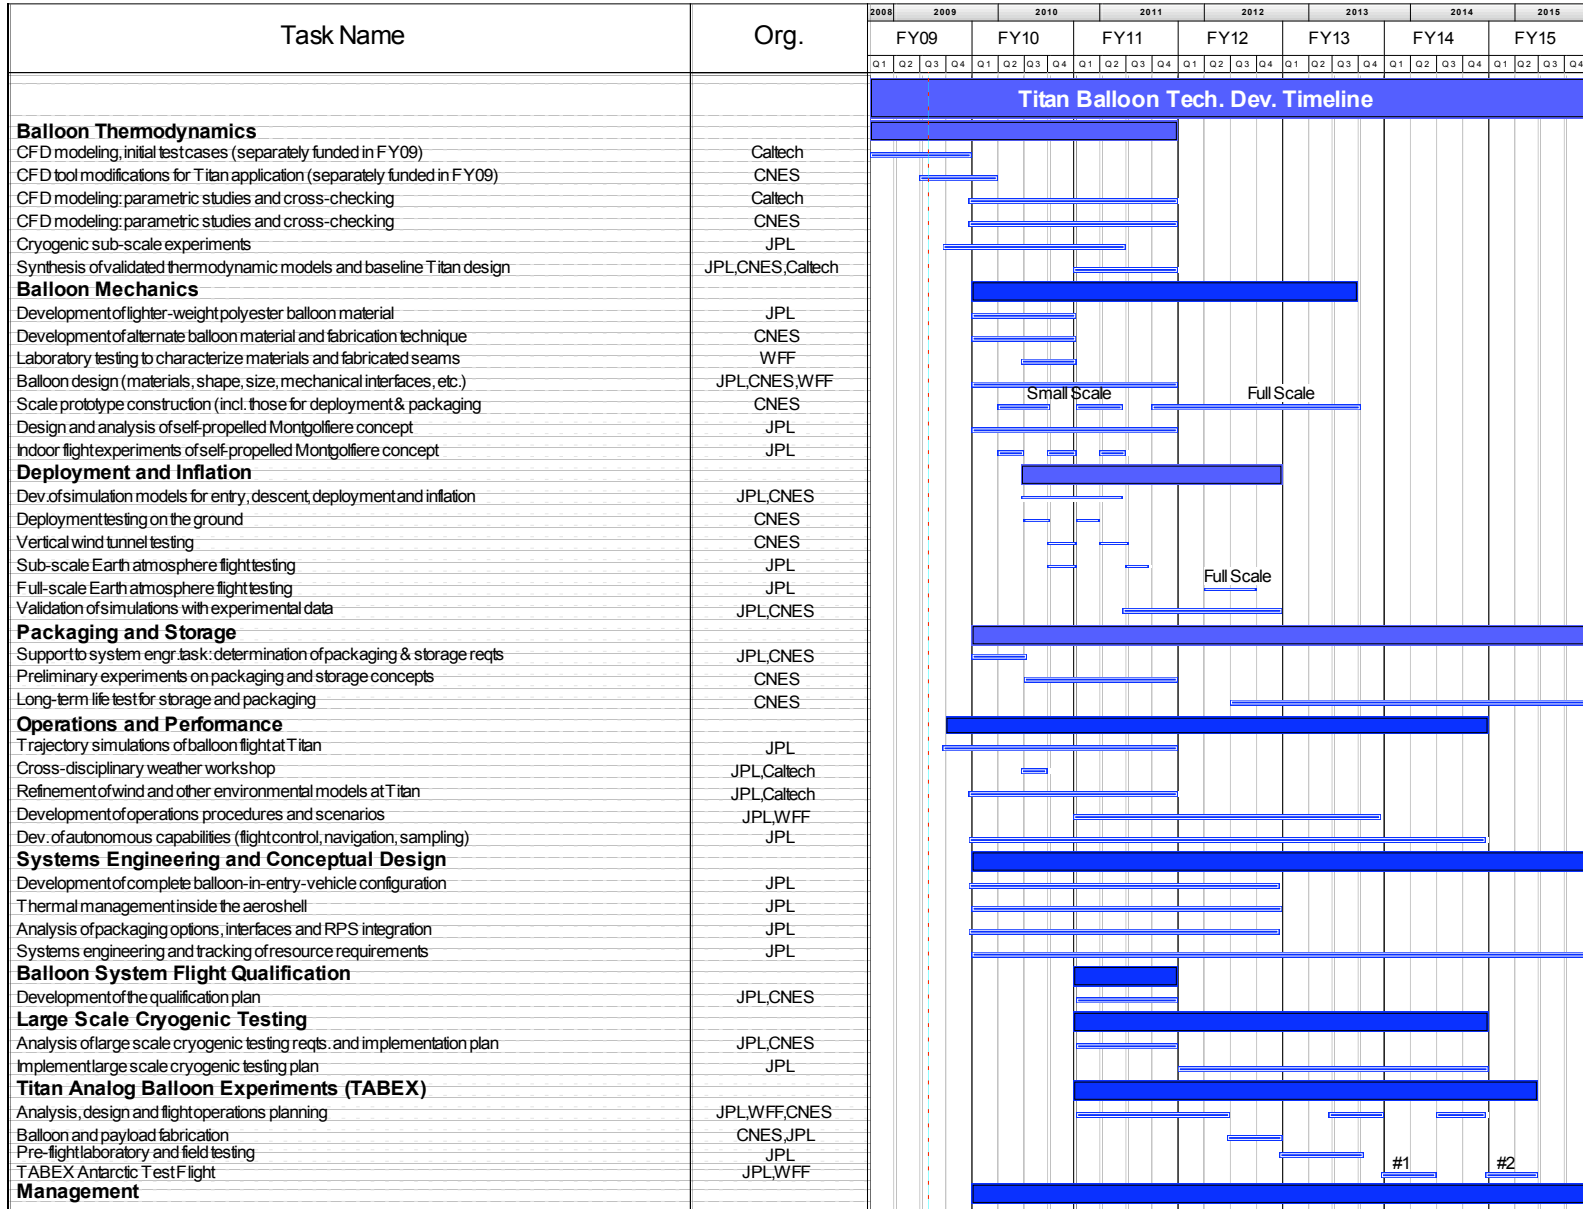 2008 2009 2010 2011 2012 2013 2014 2015
Task Name Org. FY09 FY10 FY11 FY12 FY13 FY14 FY15
Q1 Q2 Q3 Q4 Q1 Q2 Q3 Q4 Q1 Q2 Q3 Q4 Q1 Q2 Q3 Q4 Q1 Q2 Q3 Q4 Q1 Q2 Q3 Q4 Q1 Q2 Q3 Q4
Titan Balloon Tech. Dev. Timeline
Balloon Thermodynamics
CFD modeling, initial test cases (separately funded in FY09) Caltech
CFD tool modifications for Titan application (separately funded in FY09) CNES
CFD modeling: parametric studies and cross-checking Caltech
CFD modeling: parametric studies and cross-checking CNES
Cryogenic sub-scale experiments JPL
Synthesis of validated thermodynamic models and baseline Titan design JPL,CNES,Caltech
Balloon Mechanics
Development of lighter-weight polyester balloon material JPL
Development of alternate balloon material and fabrication technique CNES
Laboratory testing to characterize materials and fabricated seams WFF
Balloon design (materials, shape, size, mechanical interfaces, etc.) JPL,CNES,WFF
Small Scale Full Scale
Scale prototype construction (incl. those for deployment & packaging CNES
Design and analysis of self-propelled Montgolfiere concept JPL
Indoor flight experiments of self-propelled Montgolfiere concept JPL
Deployment and Inflation
Dev. of simulation models for entry, descent, deployment and inflation JPL,CNES
Deployment testing on the ground CNES
Vertical wind tunnel testing CNES
Sub-scale Earth atmosphere flight testing JPL
Full Scale
Full-scale Earth atmosphere flight testing JPL
Validation of simulations with experimental data JPL,CNES
Packaging and Storage
Support to system engr. task: determination of packaging & storage reqts JPL,CNES
Preliminary experiments on packaging and storage concepts CNES
Long-term life test for storage and packaging CNES
Operations and Performance
Trajectory simulations of balloon flight at Titan JPL
Cross-disciplinary weather workshop JPL,Caltech
Refinement of wind and other environmental models at Titan JPL,Caltech
Development of operations procedures and scenarios JPL,WFF
Dev. of autonomous capabilities (flight control, navigation, sampling) JPL
Systems Engineering and Conceptual Design
Development of complete balloon-in-entry-vehicle configuration JPL
Thermal management inside the aeroshell JPL
Analysis of packaging options, interfaces and RPS integration JPL
Systems engineering and tracking of resource requirements JPL
Balloon System Flight Qualification
Development of the qualification plan JPL,CNES
Large Scale Cryogenic Testing
Analysis of large scale cryogenic testing reqts. and implementation plan JPL,CNES
Implement large scale cryogenic testing plan JPL
Titan Analog Balloon Experiments (TABEX)
Analysis, design and flight operations planning JPL,WFF,CNES
Balloon and payload fabrication CNES,JPL
Pre-flight laboratory and field testing JPL
#1 #2
TABEX Antarctic Test Flight JPL,WFF
Management